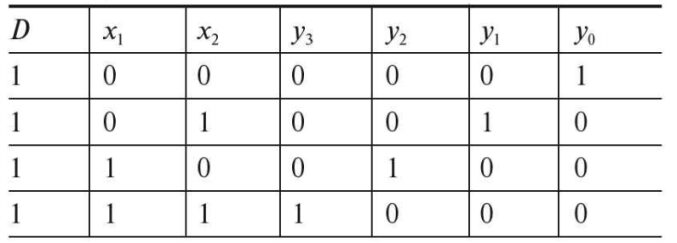 D x₁ x₂ y₃ y₂ y₁ y₀
1 0 0 0 0 0 1
1 0 1 0 0 1 0
1 1 0 0 1 0 0
1 1 1 1 0 0 0